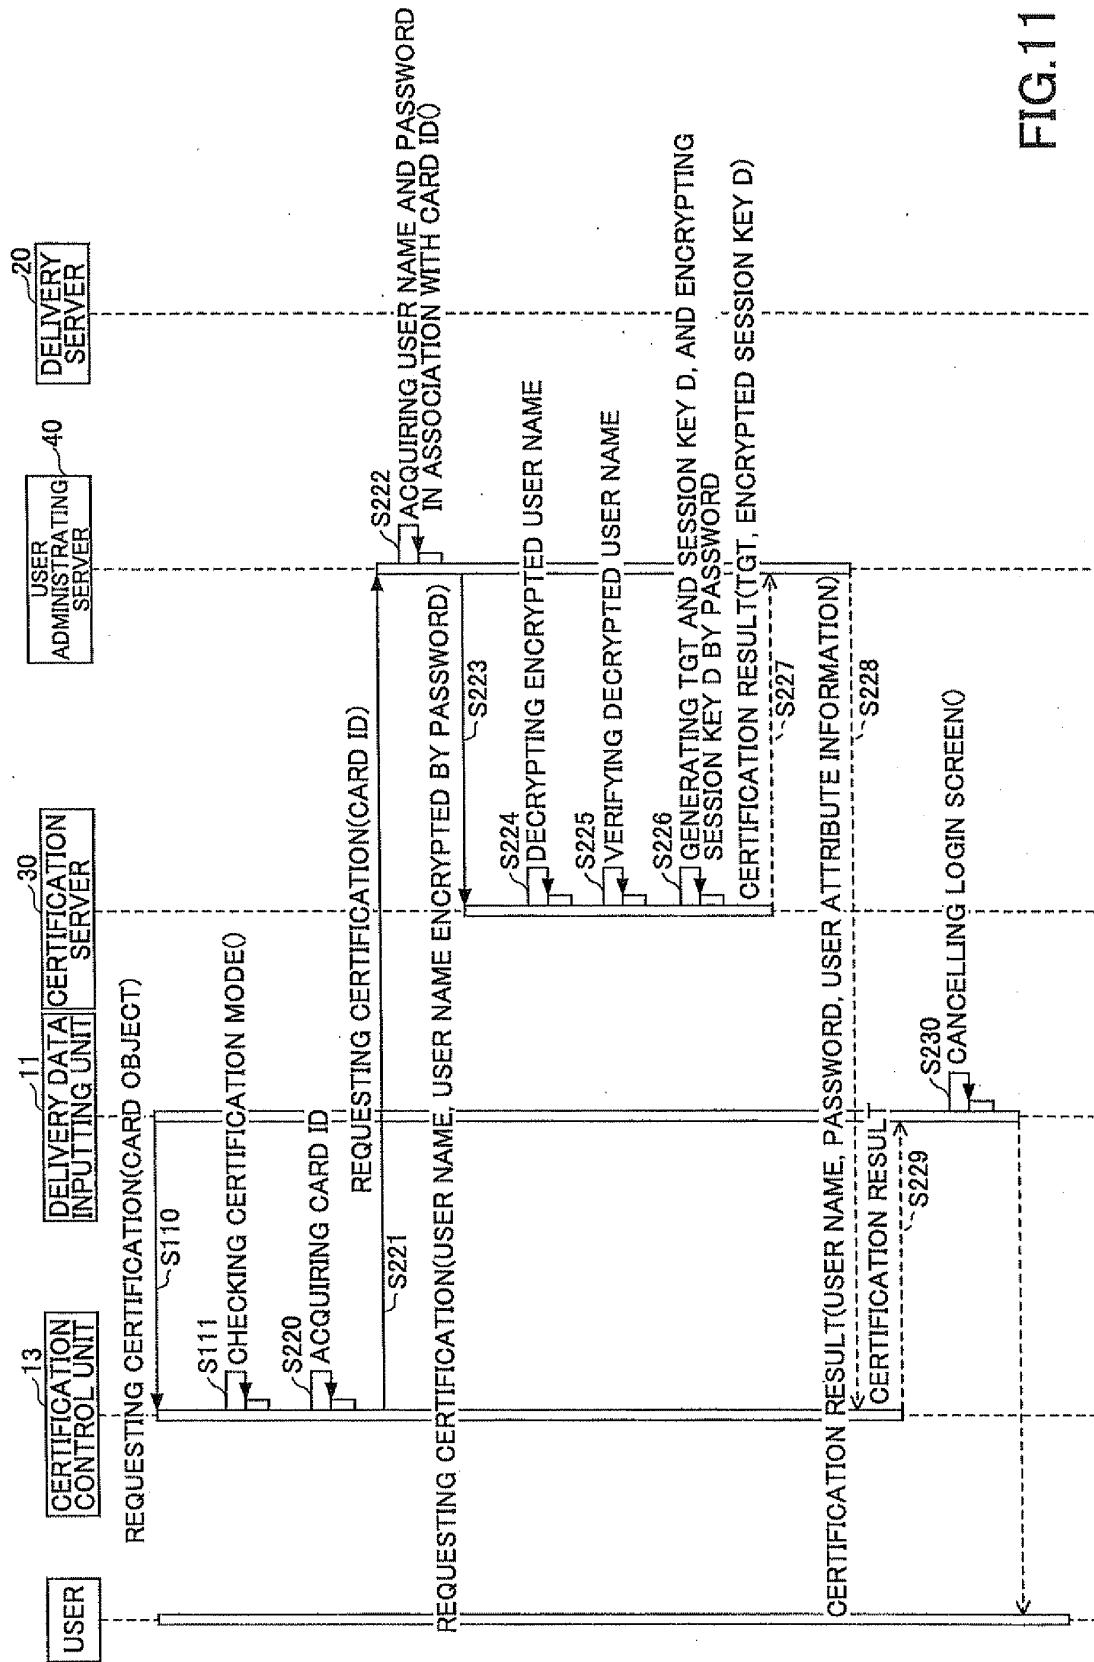 USER
13
CERTIFICATION
CONTROL UNIT
11
DELIVERY DATA
INPUTTING UNIT
30
CERTIFICATION
SERVER
40
USER
ADMINISTRATING
SERVER
20
DELIVERY
SERVER
REQUESTING CERTIFICATION(CARD OBJECT)
S110
S111
CHECKING CERTIFICATION MODE()
S220
ACQUIRING CARD ID
REQUESTING CERTIFICATION(CARD ID)
S221
S222
ACQUIRING USER NAME AND PASSWORD
IN ASSOCIATION WITH CARD ID()
REQUESTING CERTIFICATION(USER NAME, USER NAME ENCRYPTED BY PASSWORD)
S223
S224
DECRYPTING ENCRYPTED USER NAME
S225
VERIFYING DECRYPTED USER NAME
S226
GENERATING TGT AND SESSION KEY D, AND ENCRYPTING
SESSION KEY D BY PASSWORD
CERTIFICATION RESULT(TGT, ENCRYPTED SESSION KEY D)
S227
CERTIFICATION RESULT(USER NAME, PASSWORD, USER ATTRIBUTE INFORMATION)
S228
CERTIFICATION RESUL
S229
S230
CANCELLING LOGIN SCREEN()
FIG.11